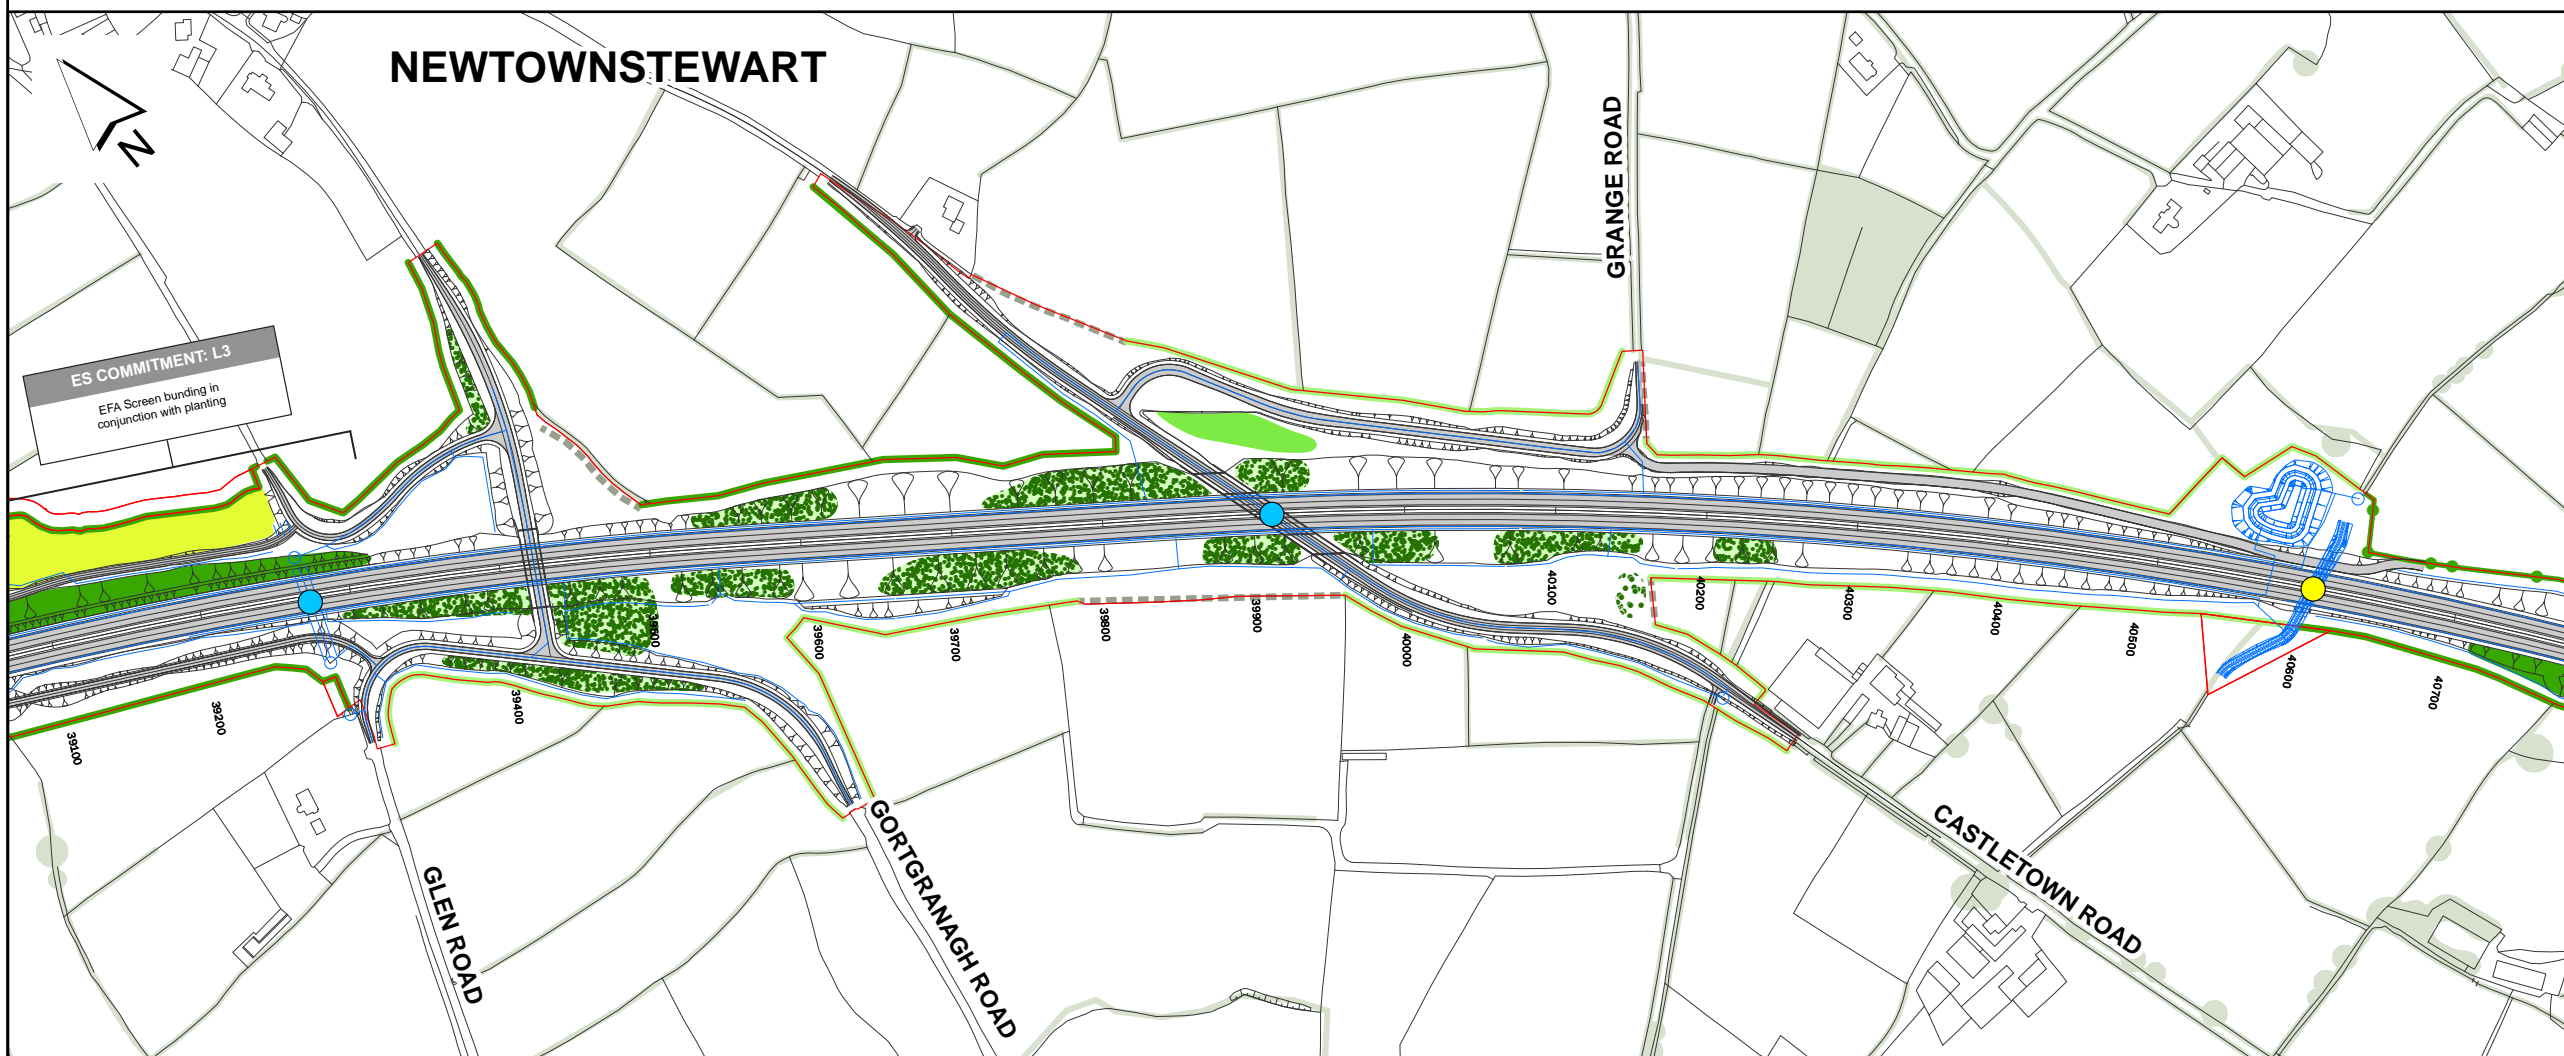 NEWTOWNSTEWART
N
GRANGE ROAD
ES COMMITMENT: L3
EFA Screen bunding in
conjunction with planting
39100
39200
39400
39500
39600
39700
39800
39900
40000
40100
40200
40300
40400
40500
40600
40700
GLEN ROAD
GORTGRANAGH ROAD
CASTLETOWN ROAD